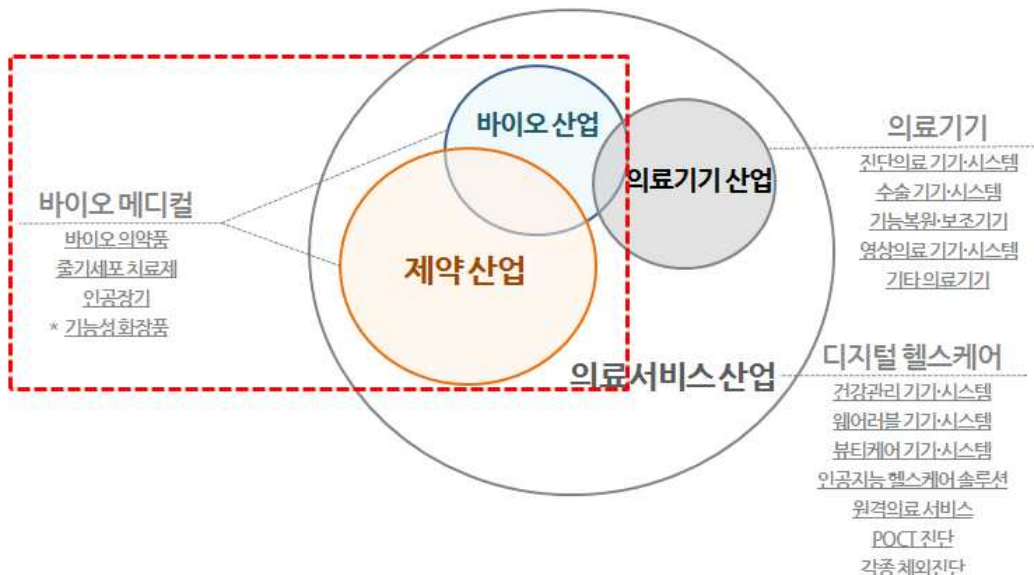 바이오 메디컬
바이오 의약품
줄기세포 치료제
인공장기
* 기능성 화장품
바이오 산업
제약 산업
의료기기 산업
의료서비스 산업
의료기기
진단의료 기기·시스템
수술 기기·시스템
기능복원·보조기기
영상의료 기기·시스템
기타 의료기기
디지털 헬스케어
건강관리 기기·시스템
웨어러블 기기·시스템
뷰티케어 기기·시스템
인공지능 헬스케어 솔루션
원격의료 서비스
POCT 진단
각종 체외진단